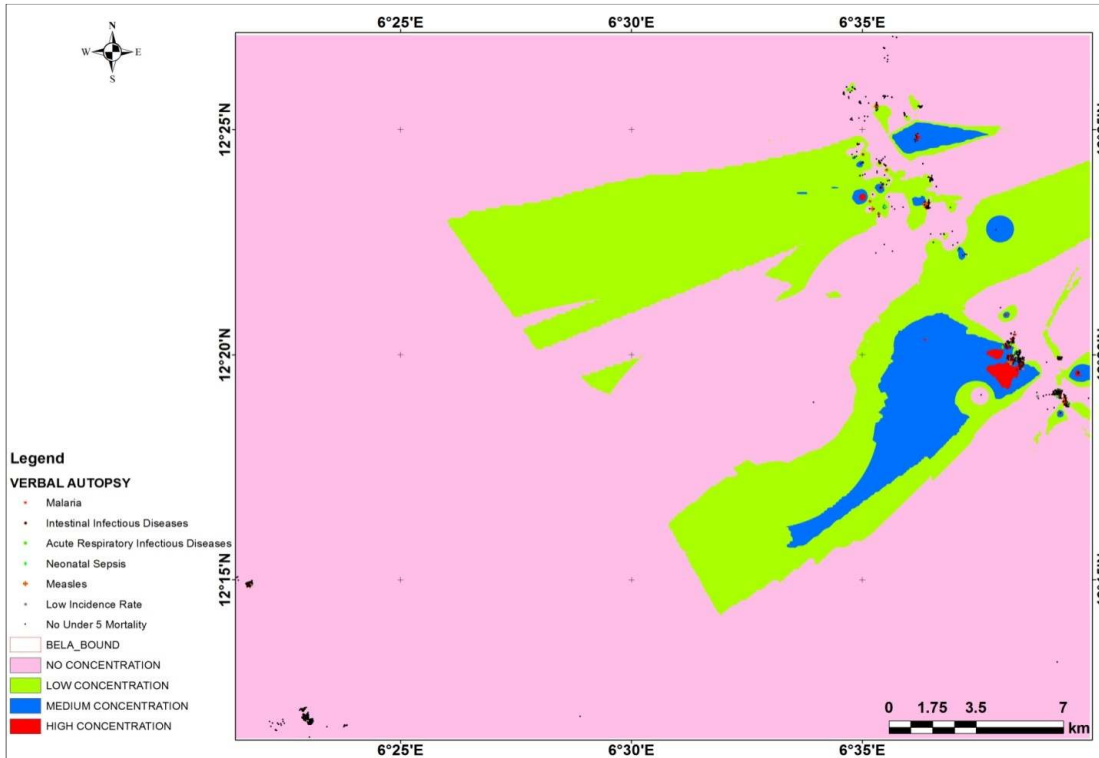 6°25'E 6°30'E 6°35'E
N
W E
S
12°25'N
12°20'N
12°15'N
Legend
VERBAL AUTOPSY
Malaria
Intestinal Infectious Diseases
Acute Respiratory Infectious Diseases
Neonatal Sepsis
Measles
Low Incidence Rate
No Under 5 Mortality
BELA_BOUND
NO CONCENTRATION
LOW CONCENTRATION
MEDIUM CONCENTRATION
HIGH CONCENTRATION
0 1.75 3.5 7
km
6°25'E 6°30'E 6°35'E